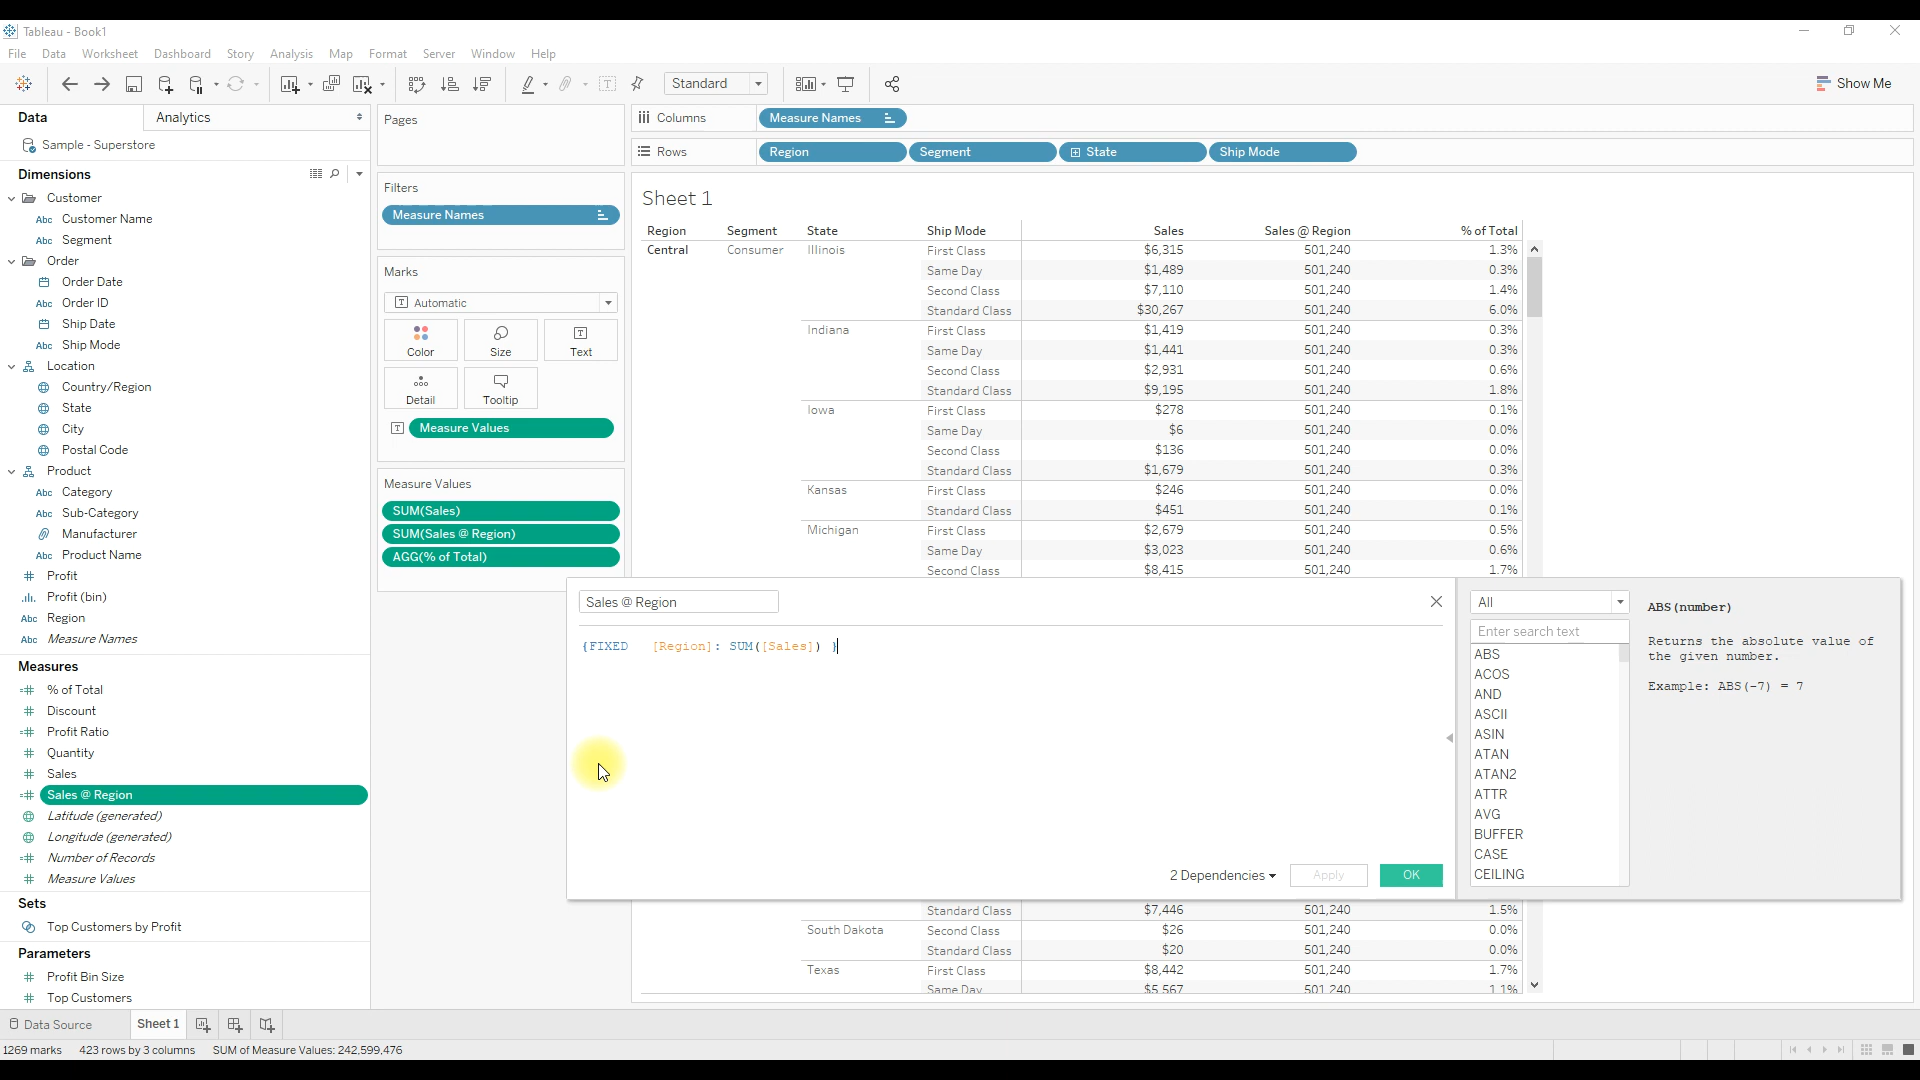 Tableau - Book1
File Data Worksheet Dashboard Story Analysis Map Format Server Window Help
Standard
Show Me
Data
Analytics
Sample - Superstore
Dimensions
Customer
Abc Customer Name
Abc Segment
Order
Order Date
Abc Order ID
Ship Date
Abc Ship Mode
Location
Country/Region
State
City
Postal Code
Product
Abc Category
Abc Sub-Category
Manufacturer
Abc Product Name
# Profit
Profit (bin)
Abc Region
Abc Measure Names
Measures
=# % of Total
# Discount
=# Profit Ratio
# Quantity
# Sales
=# Sales @ Region
Latitude (generated)
Longitude (generated)
=# Number of Records
# Measure Values
Sets
Top Customers by Profit
Parameters
# Profit Bin Size
# Top Customers
Pages
Filters
Measure Names
Marks
T Automatic
Color
Size
T Text
Detail
Tooltip
T Measure Values
Measure Values
SUM(Sales)
SUM(Sales @ Region)
AGG(% of Total)
Columns Measure Names
Rows Region Segment State Ship Mode
Sheet 1
Region Segment State Ship Mode Sales Sales @ Region % of Total
Central Consumer Illinois First Class $6,315 501,240 1.3%
Same Day $1,489 501,240 0.3%
Second Class $7,110 501,240 1.4%
Standard Class $30,267 501,240 6.0%
Indiana First Class $1,419 501,240 0.3%
Same Day $1,441 501,240 0.3%
Second Class $2,931 501,240 0.6%
Standard Class $9,195 501,240 1.8%
Iowa First Class $278 501,240 0.1%
Same Day $6 501,240 0.0%
Second Class $136 501,240 0.0%
Standard Class $1,679 501,240 0.3%
Kansas First Class $246 501,240 0.0%
Standard Class $451 501,240 0.1%
Michigan First Class $2,679 501,240 0.5%
Same Day $3,023 501,240 0.6%
Second Class $8,415 501,240 1.7%
Sales @ Region
{FIXED [Region]: SUM([Sales]) }
2 Dependencies
Apply
OK
All
Enter search text
ABS
ACOS
AND
ASCII
ASIN
ATAN
ATAN2
ATTR
AVG
BUFFER
CASE
CEILING
ABS(number)
Returns the absolute value of
the given number.
Example: ABS(-7) = 7
Standard Class $7,446 501,240 1.5%
South Dakota Second Class $26 501,240 0.0%
Standard Class $20 501,240 0.0%
Texas First Class $8,442 501,240 1.7%
Same Day $5,567 501,240 1.1%
Data Source
Sheet 1
1269 marks 423 rows by 3 columns SUM of Measure Values: 242,599,476